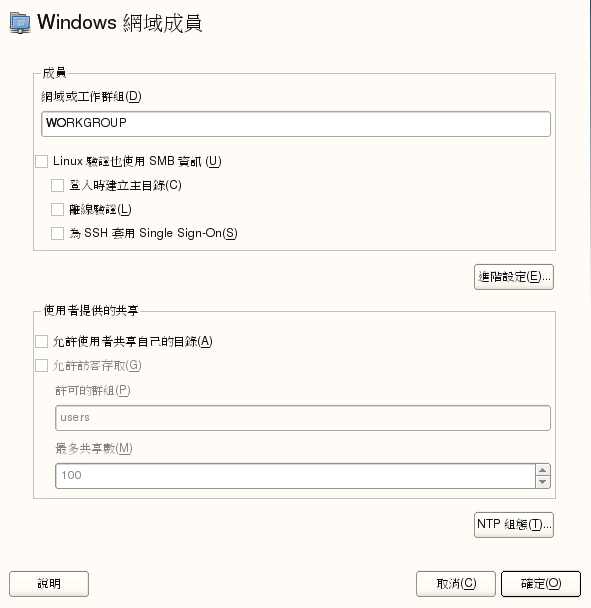 Windows 網域成員
成員
網域或工作群組(D)
WORKGROUP
Linux 驗證也使用 SMB 資訊 (U)
登入時建立主目錄(C)
離線驗證(L)
為 SSH 套用 Single Sign-On(S)
進階設定(E)...
使用者提供的共享
允許使用者共享自己的目錄(A)
允許訪客存取(G)
許可的群組(P)
users
最多共享數(M)
100
NTP 組態(T)...
說明
取消(C)
確定(O)